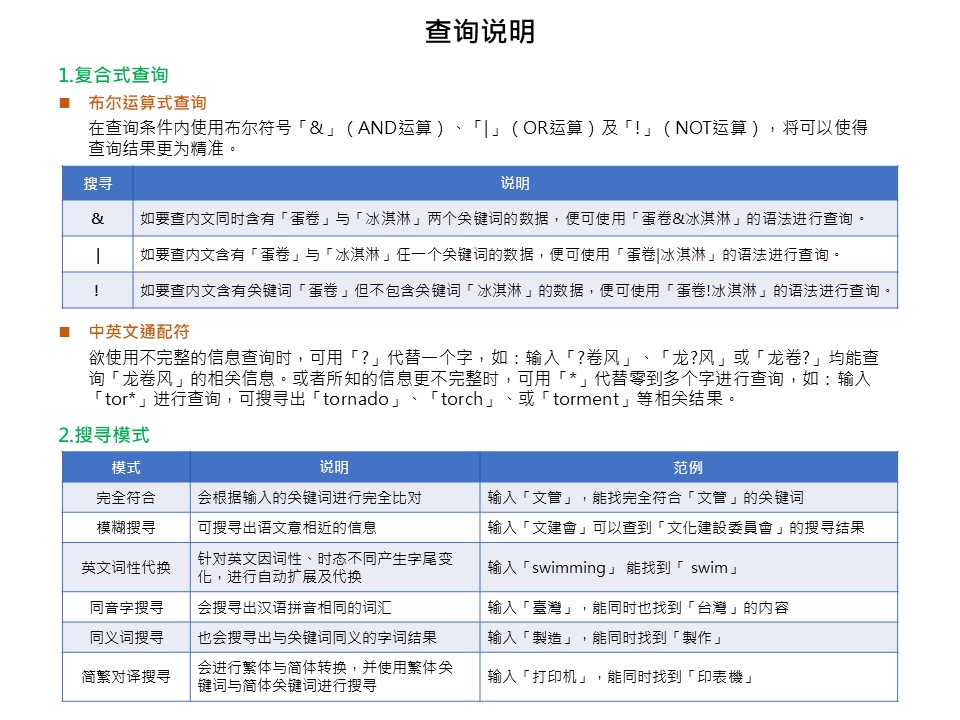 查询说明
1.复合式查询
■ 布尔运算式查询
在查询条件内使用布尔符号「&」(AND运算)、「|」(OR运算)及「!」(NOT运算),将可以使得
查询结果更为精准。
搜寻 说明
& 如要查内文同时含有「蛋卷」与「冰淇淋」两个关键词的数据,便可使用「蛋卷&冰淇淋」的语法进行查询。
| 如要查内文含有「蛋卷」与「冰淇淋」任一个关键词的数据,便可使用「蛋卷|冰淇淋」的语法进行查询。
! 如要查内文含有关键词「蛋卷」但不包含关键词「冰淇淋」的数据,便可使用「蛋卷!冰淇淋」的语法进行查询。
■ 中英文通配符
欲使用不完整的信息查询时,可用「?」代替一个字,如:输入「?卷风」、「龙?风」或「龙卷?」均能查
询「龙卷风」的相关信息。或者所知的信息更不完整时,可用「*」代替零到多个字进行查询,如:输入
「tor*」进行查询,可搜寻出「tornado」、「torch」、或「torment」等相关结果。
2.搜寻模式
模式 说明 范例
完全符合 会根据输入的关键词进行完全比对 输入「文管」,能找完全符合「文管」的关键词
模糊搜寻 可搜寻出语文意相近的信息 输入「文建會」可以查到「文化建設委員會」的搜寻结果
英文词性代换 针对英文因词性、时态不同产生字尾变
化,进行自动扩展及代换 输入「swimming」 能找到「 swim」
同音字搜寻 会搜寻出汉语拼音相同的词汇 输入「臺灣」,能同时也找到「台灣」的内容
同义词搜寻 也会搜寻出与关键词同义的字词结果 输入「製造」,能同时找到「製作」
简繁对译搜寻 会进行繁体与简体转换,并使用繁体关
键词与简体关键词进行搜寻 输入「打印机」,能同时找到「印表機」